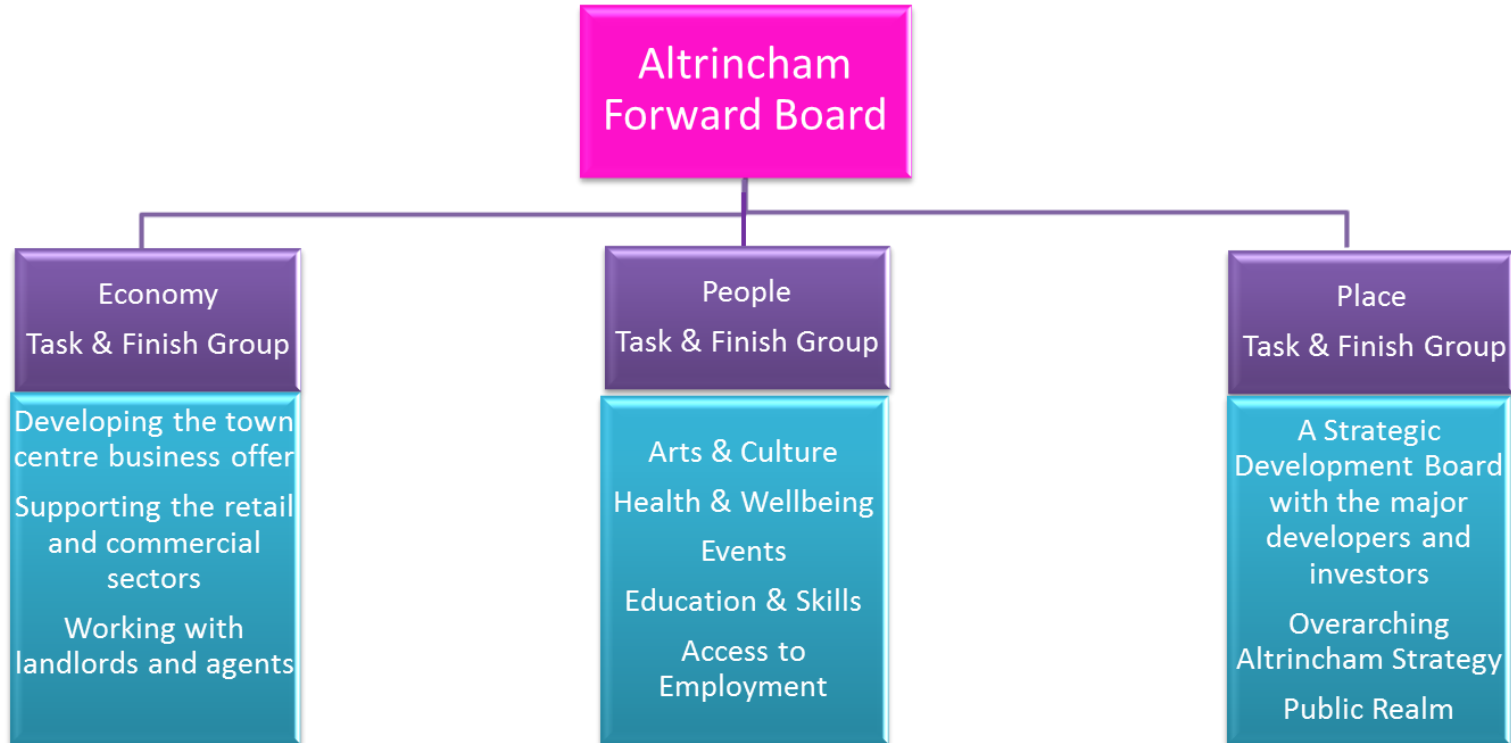 Altrincham
Forward Board
Economy
Task & Finish Group
Developing the town
centre business offer
Supporting the retail
and commercial
sectors
Working with
landlords and agents
People
Task & Finish Group
Arts & Culture
Health & Wellbeing
Events
Education & Skills
Access to
Employment
Place
Task & Finish Group
A Strategic
Development Board
with the major
developers and
investors
Overarching
Altrincham Strategy
Public Realm